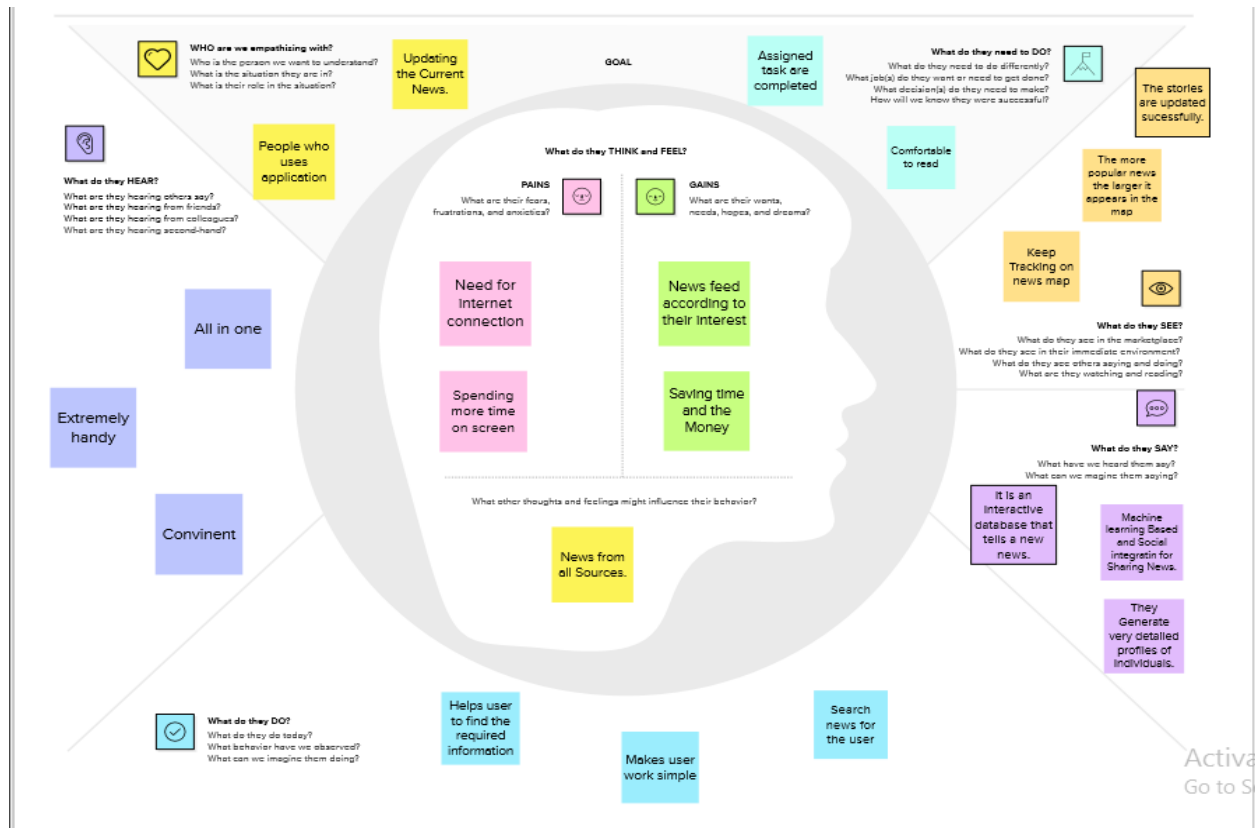 WHO are we empathizing with?
Who is the person we want to understand?
What is the situation they are in?
What is their role in the situation?
Updating
the Current
News.
GOAL
Assigned
task are
completed
What do they need to DO?
What do they need to do differently?
What job(s) do they want or need to get done?
What decision(s) do they need to make?
How will we know they were successful?
The stories
are updated
sucessfully.
People who
uses
application
Comfortable
to read
The more
popular news
the larger it
appears in the
map
What do they HEAR?
What are they hearing others say?
What are they hearing from friends?
What are they hearing from colleagues?
What are they hearing second-hand?
What do they THINK and FEEL?
PAINS
What are their fears,
frustrations, and anxieties?
GAINS
What are their wants,
needs, hopes, and dreams?
Keep
Tracking on
news map
Need for
Internet
connection
News feed
according to
their Interest
All in one
What do they SEE?
What do they see in the marketplace?
What do they see in their immediate environment?
What do they see others saying and doing?
What are they watching and reading?
Spending
more time
on screen
Saving time
and the
Money
Extremely
handy
What do they SAY?
What have we heard them say?
What can we magine them saying?
What other thoughts and feelings might influence their behavior?
It is an
Interactive
database that
tells a new
news.
Machine
learning Based
and Social
integratin for
Sharing News.
Convinent
News from
all Sources.
They
Generate
very detailed
profiles of
Individuals.
What do they DO?
What do they do today?
What behavior have we observed?
What can we imagine them doing?
Helps user
to find the
required
information
Makes user
work simple
Search
news for
the user
Activa
Go to S